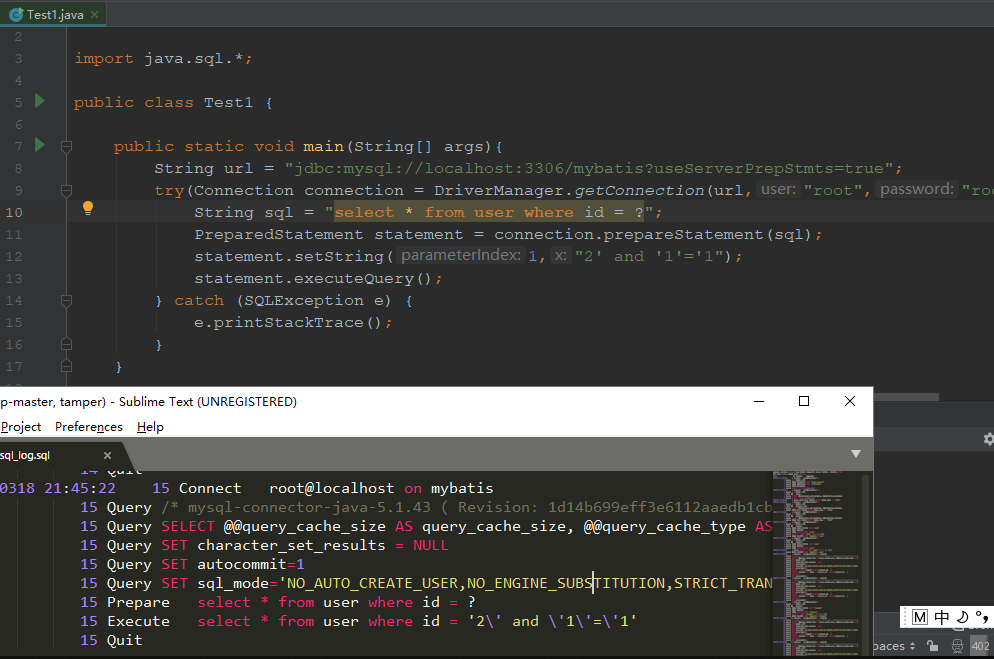 Test1.java
2
3 import java.sql.*;
4
5 public class Test1 {
6
7 public static void main(String[] args){
8 String url = "jdbc:mysql://localhost:3306/mybatis?useServerPrepStmts=true";
9 try(Connection connection = DriverManager.getConnection(url, user: "root", password: "roo
10 String sql = "select * from user where id = ?";
11 PreparedStatement statement = connection.prepareStatement(sql);
12 statement.setString( parameterIndex: 1, x: "2' and '1'='1");
13 statement.executeQuery();
14 } catch (SQLException e) {
15 e.printStackTrace();
16 }
17 }
p-master, tamper) - Sublime Text (UNREGISTERED)
Project Preferences Help
sql_log.sql
14 Quit
0318 21:45:22 15 Connect root@localhost on mybatis
15 Query /* mysql-connector-java-5.1.43 ( Revision: 1d14b699eff3e6112aaedb1cb
15 Query SELECT @@query_cache_size AS query_cache_size, @@query_cache_type AS
15 Query SET character_set_results = NULL
15 Query SET autocommit=1
15 Query SET sql_mode='NO_AUTO_CREATE_USER,NO_ENGINE_SUBSTITUTION,STRICT_TRAN
15 Prepare select * from user where id = ?
15 Execute select * from user where id = '2\' and \'1\'=\'1'
15 Quit
M 中
paces
402